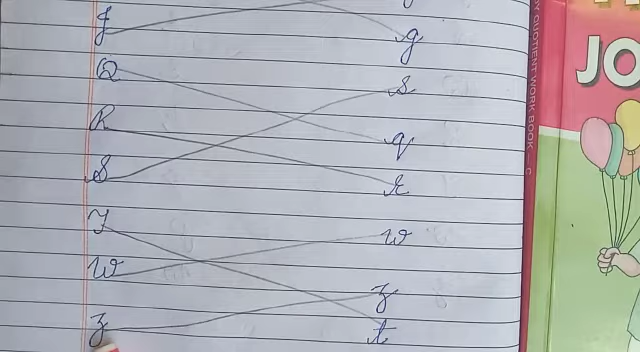 J g
Q s
R q
S r
T w
W z
Z t
Y QUOTIENT WORK BOOK - C
JO